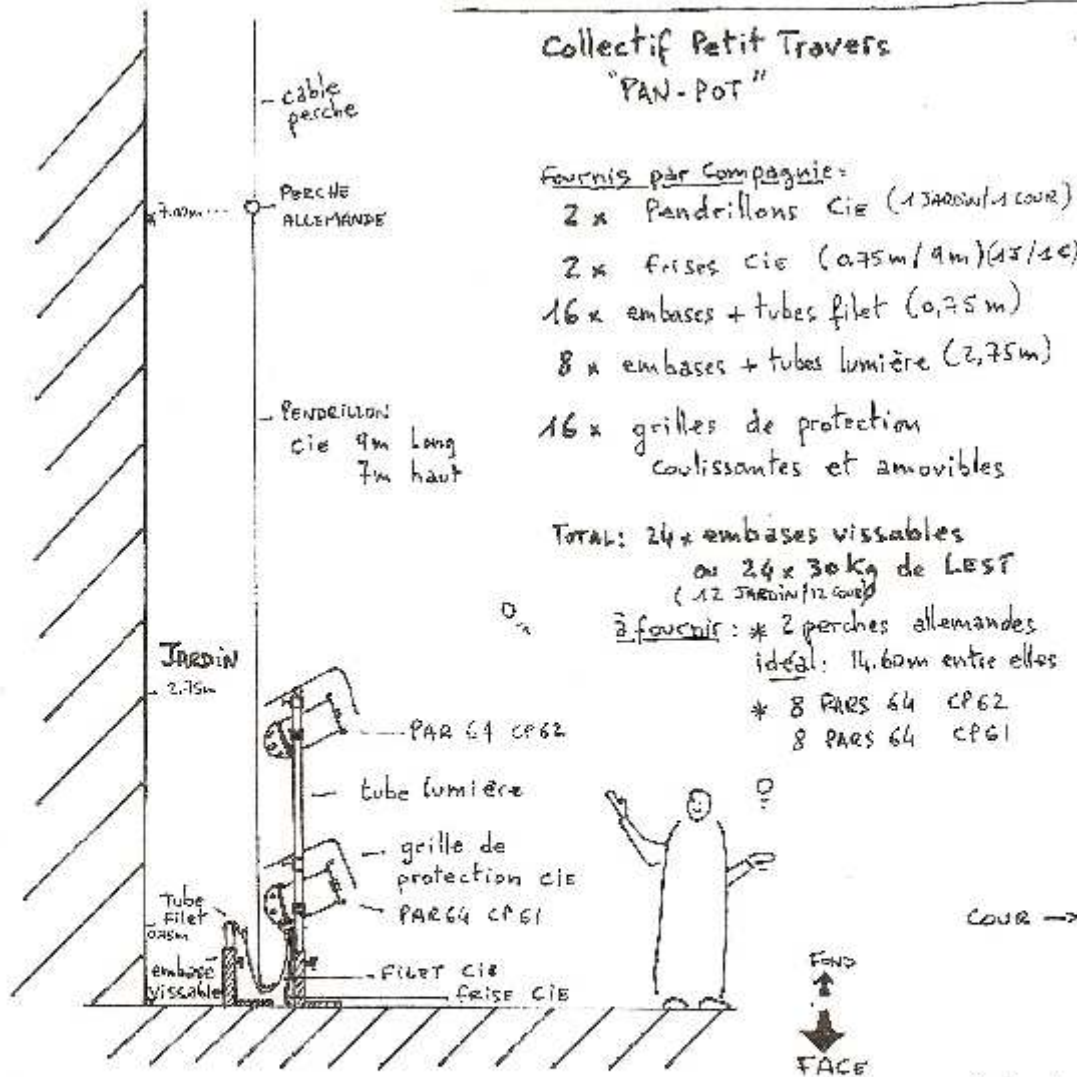 Collectif Petit Travers
"PAN-POT"
Fournis par Compagnie:
2 x Pendrillons Cie (1 JARDIN/1 COUR)
2 x frises Cie (0,75m/9m)(1J/1C)
16 x embases + tubes filet (0,75m)
8 x embases + tubes lumière (2,75m)
16 x grilles de protection
coulissantes et amovibles
TOTAL: 24 x embases vissables
ou 24 x 30 Kg de LEST
(12 JARDIN/12 COUR)
à fournir : * 2 perches allemandes
idéal: 14.60m entre elles
* 8 PARS 64 CP62
8 PARS 64 CP61
cable
perche
7.00m
PERCHE
ALLEMANDE
PENDRILLON
Cie 9m Long
7m haut
JARDIN
2.75m
PAR 64 CP62
tube lumière
grille de
protection CIE
PAR64 CP61
Tube
filet
0.75m
embase
vissable
FILET CIE
FRISE CIE
COUR →
FOND
FACE